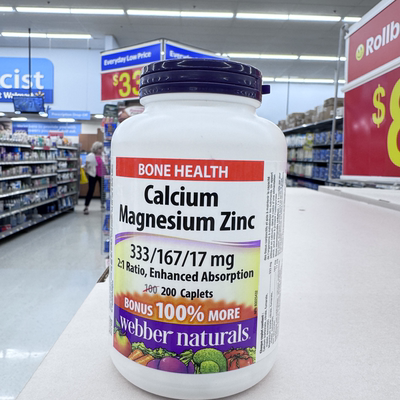 cist
Everyday Low Price
$33
Rollb
$8
BONE HEALTH
Calcium
Magnesium Zinc
333/167/17 mg
2:1 Ratio, Enhanced Absorption
100 200 Caplets
BONUS 100% MORE
webber naturals